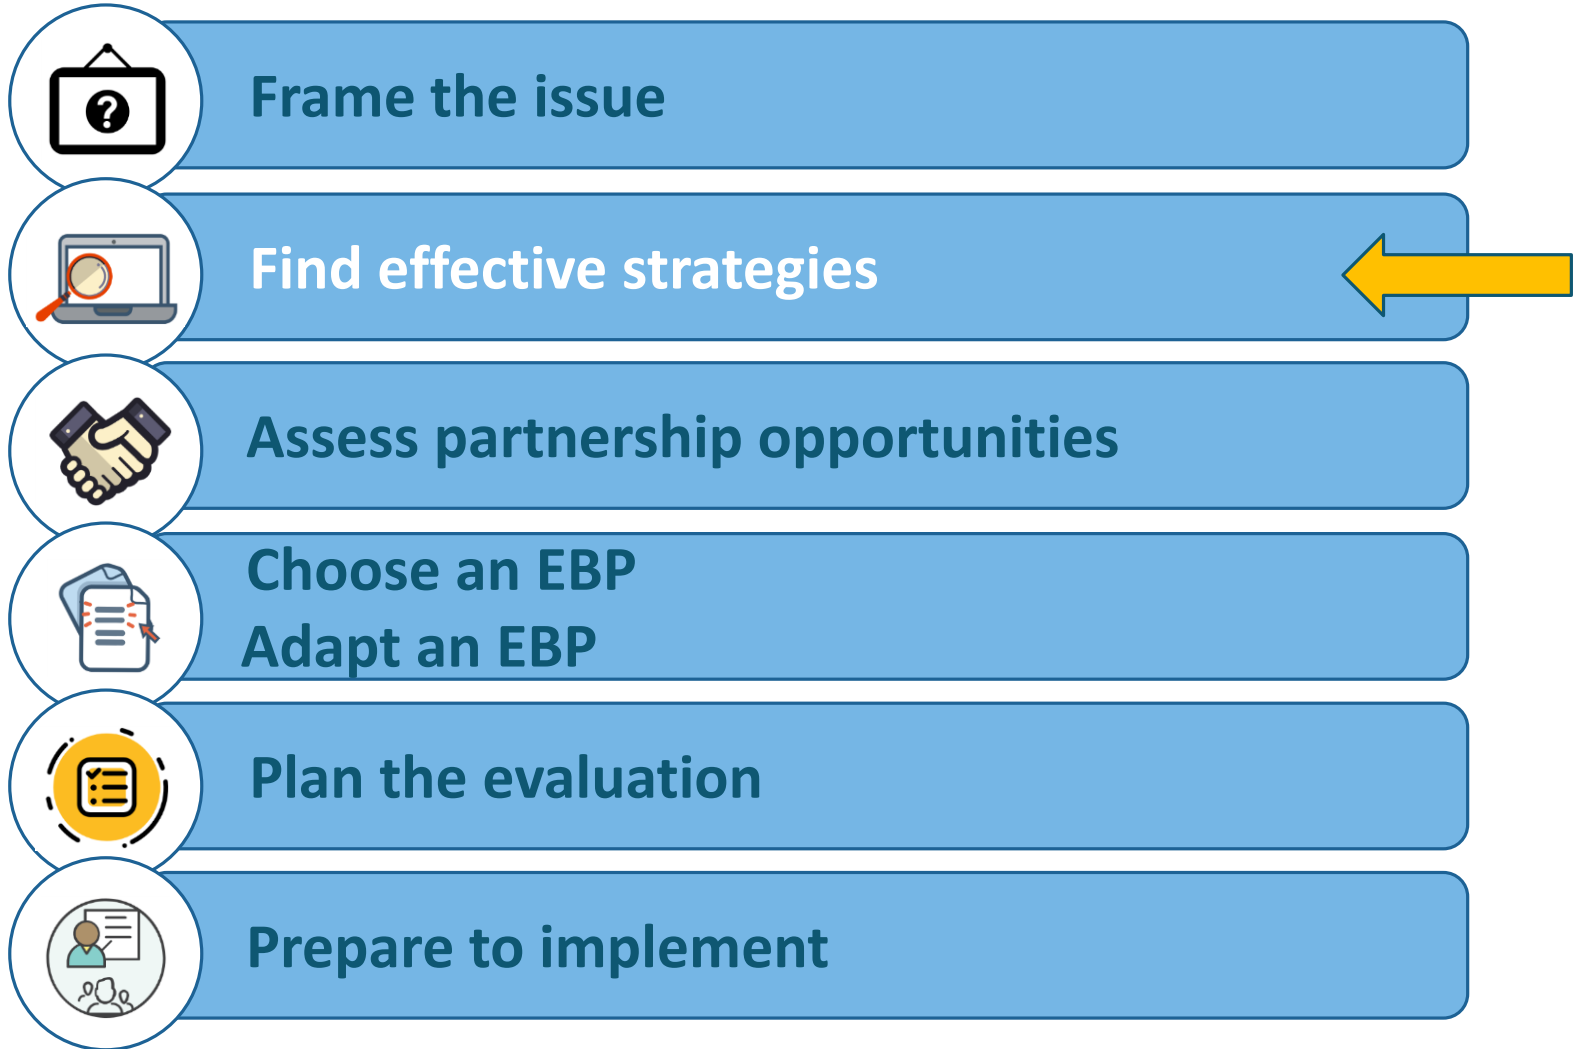 Frame the issue
Find effective strategies
Assess partnership opportunities
Choose an EBP
Adapt an EBP
Plan the evaluation
Prepare to implement